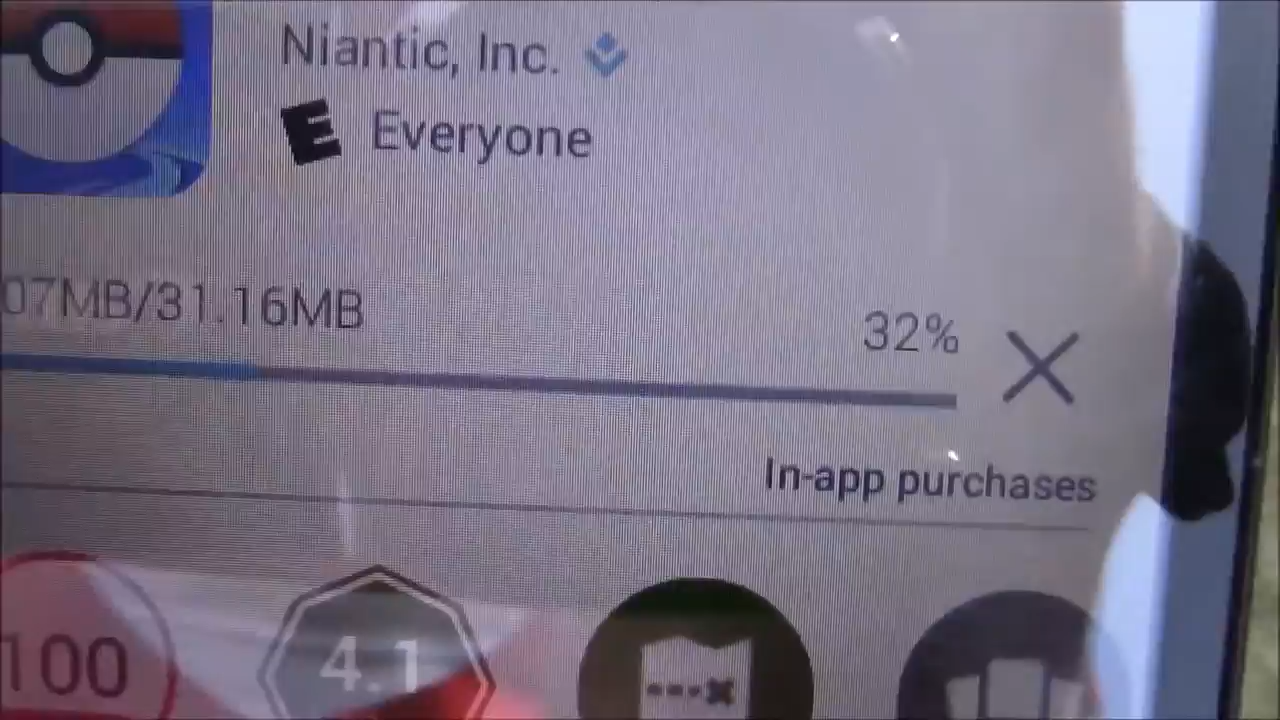 Niantic, Inc.
E Everyone
07MB/31.16MB
32%
In-app purchases
100
4.1